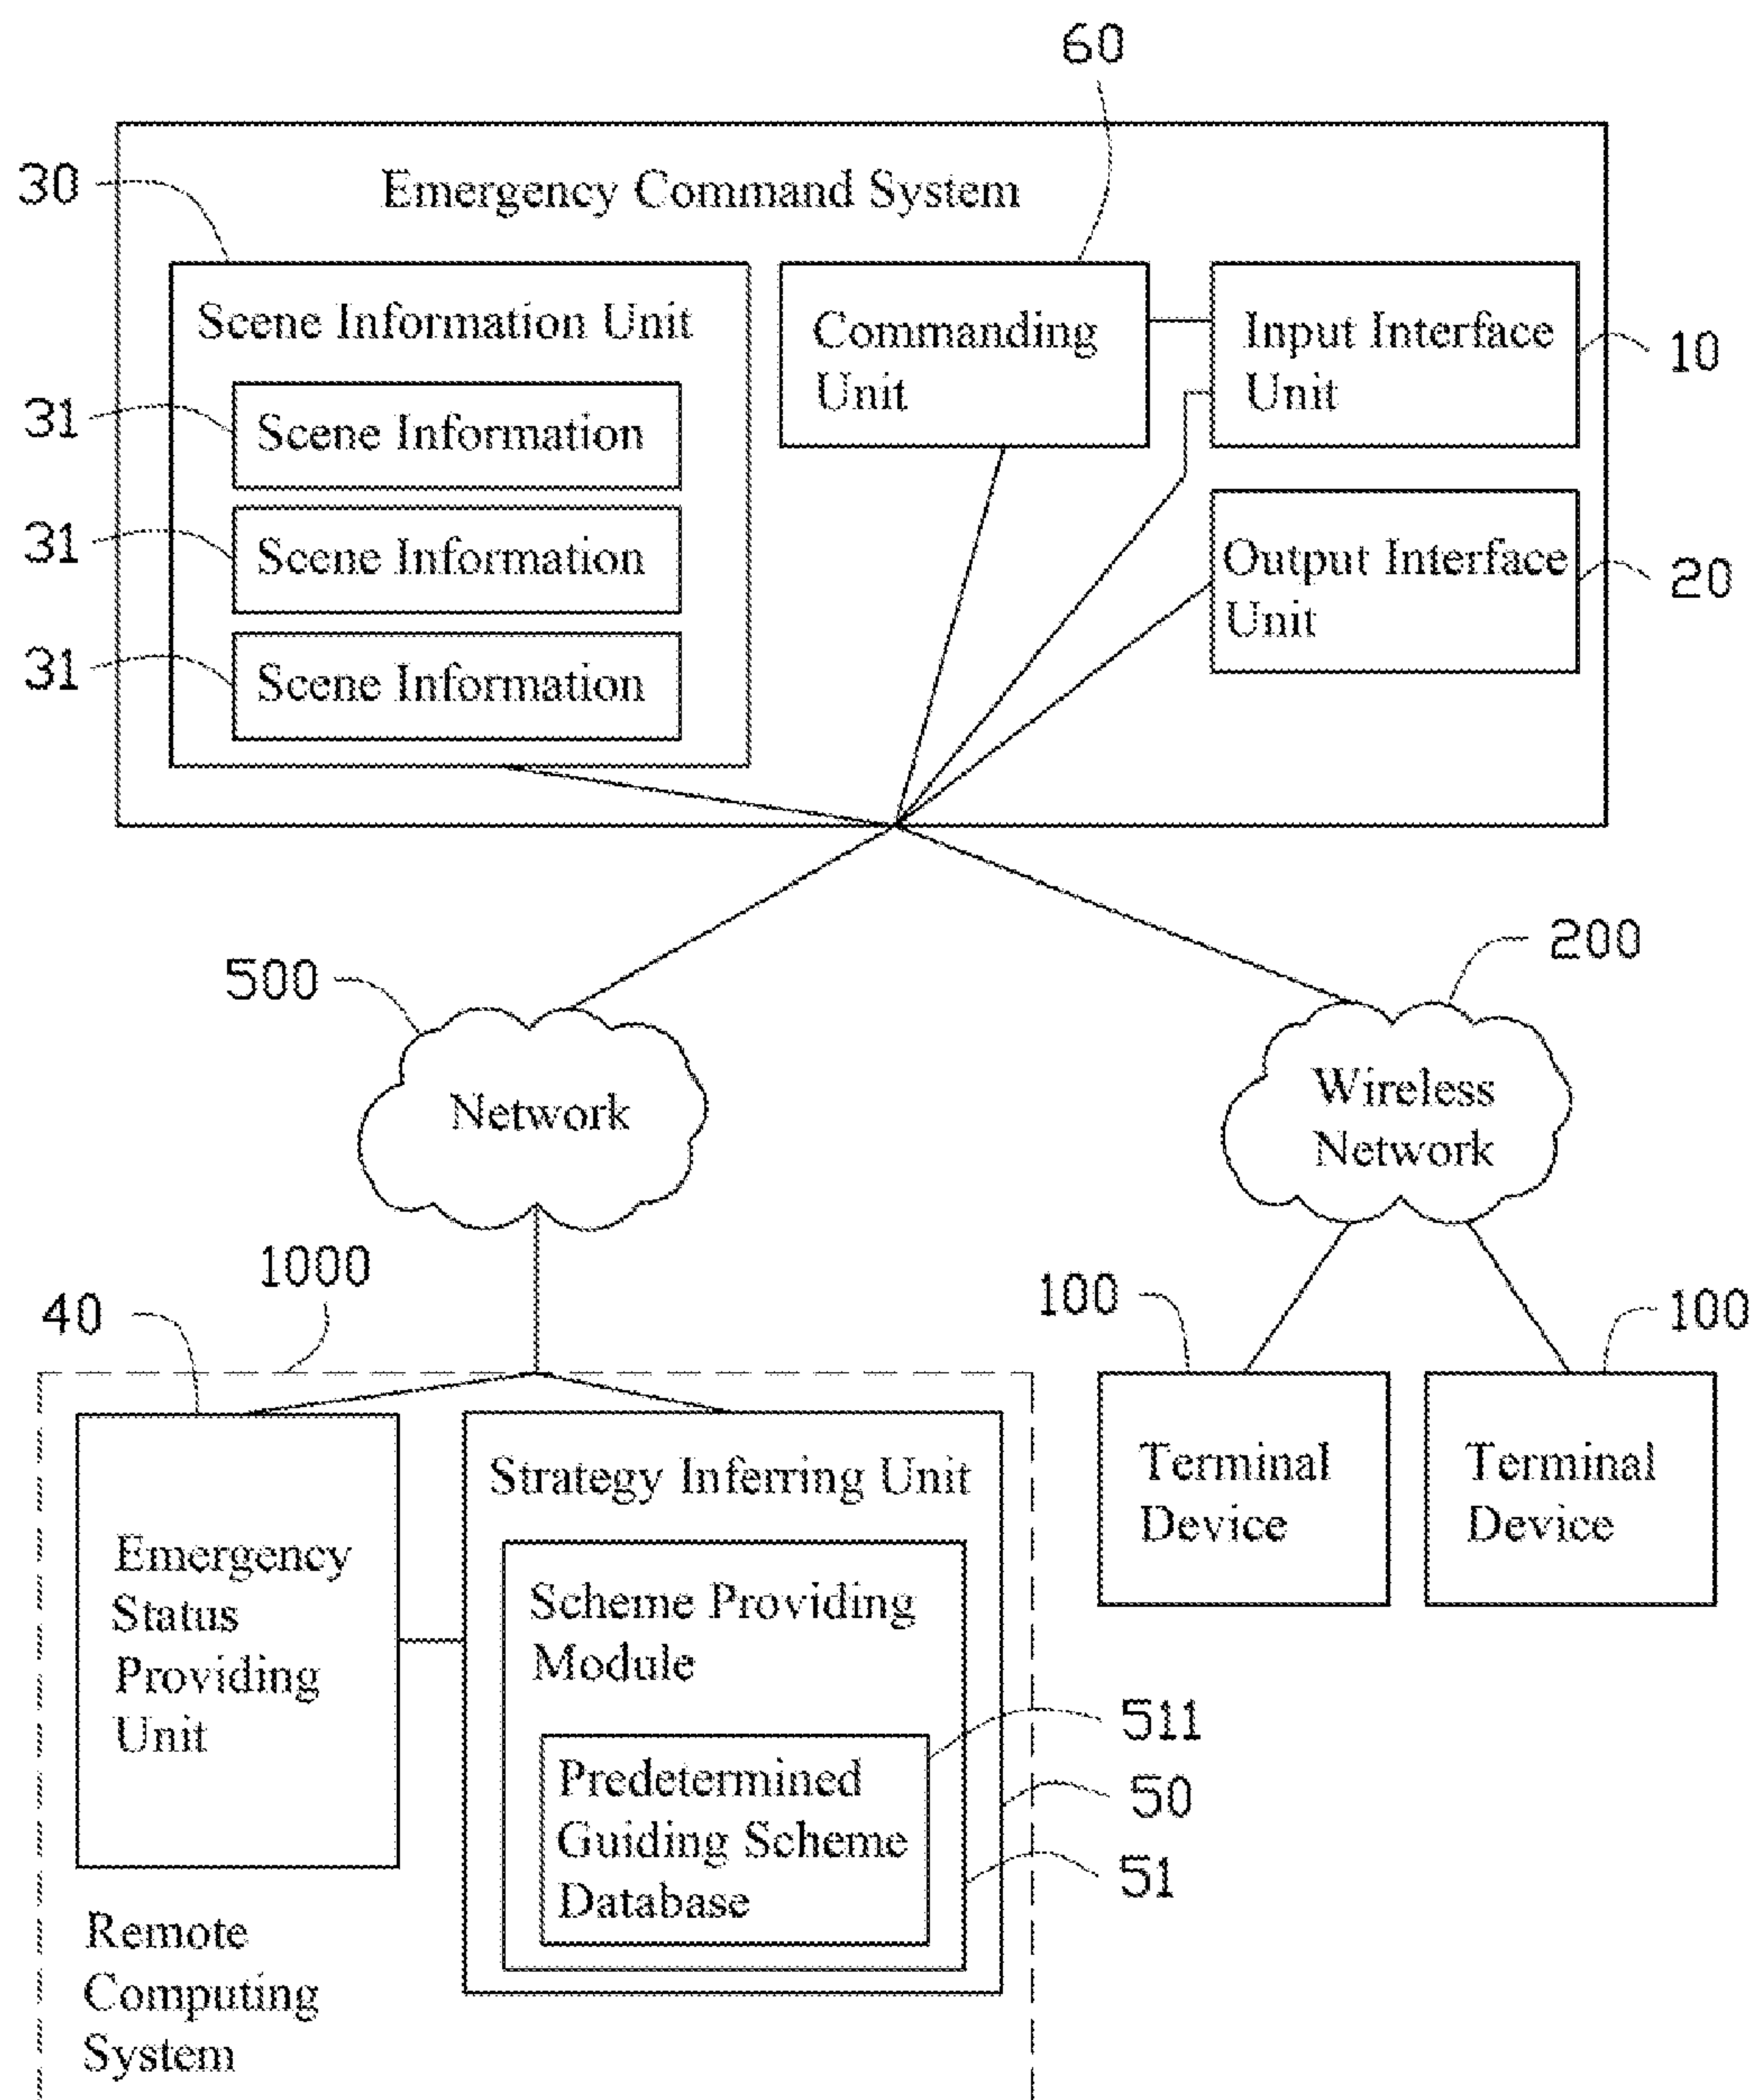 60
30
Emergency Command System
Scene Information Unit
Commanding
Unit
Input Interface
Unit
10
31
Scene Information
31
Scene Information
Output Interface
Unit
20
31
Scene Information
500
200
Network
Wireless
Network
1000
40
100
100
Strategy Inferring Unit
Terminal
Device
Terminal
Device
Emergency
Status
Providing
Unit
Scheme Providing
Module
511
Predetermined
Guiding Scheme
Database
50
51
Remote
Computing
System